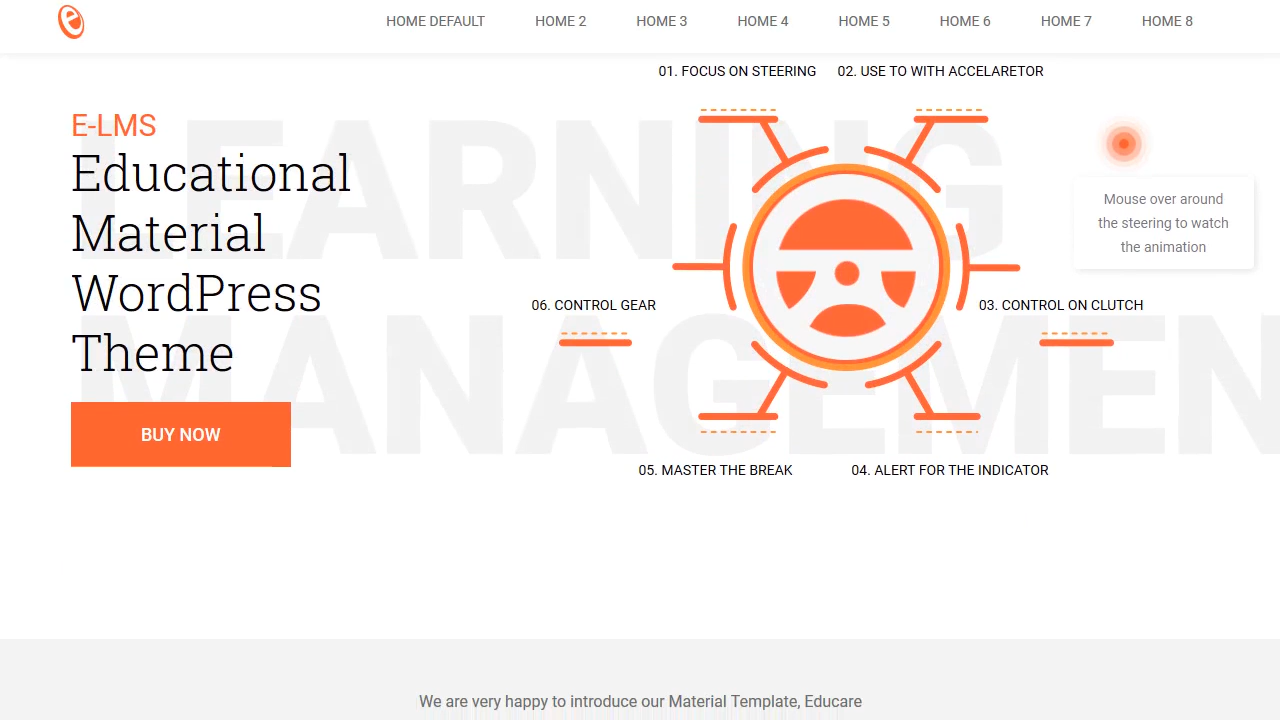 HOME DEFAULT HOME 2 HOME 3 HOME 4 HOME 5 HOME 6 HOME 7 HOME 8
01. FOCUS ON STEERING 02. USE TO WITH ACCELARETOR
LEARNING
MANAGEMEN
E-LMS
Educational
Material
WordPress
Theme
BUY NOW
Mouse over around
the steering to watch
the animation
06. CONTROL GEAR 03. CONTROL ON CLUTCH
05. MASTER THE BREAK 04. ALERT FOR THE INDICATOR
We are very happy to introduce our Material Template, Educare